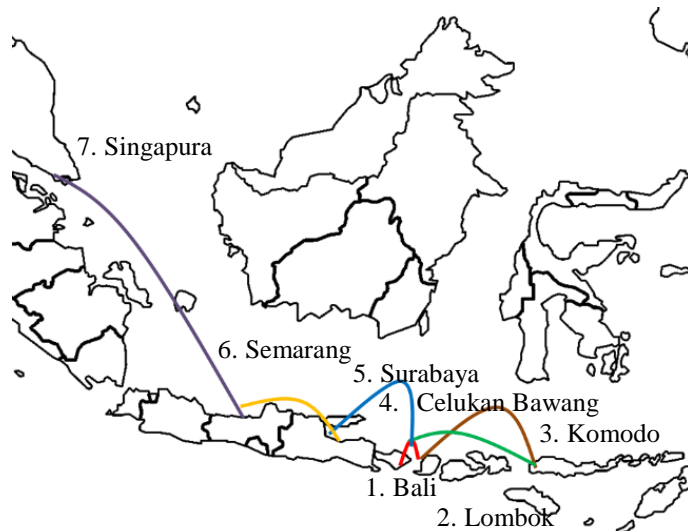 7. Singapura
6. Semarang
5. Surabaya
4. Celukan Bawang
3. Komodo
1. Bali
2. Lombok